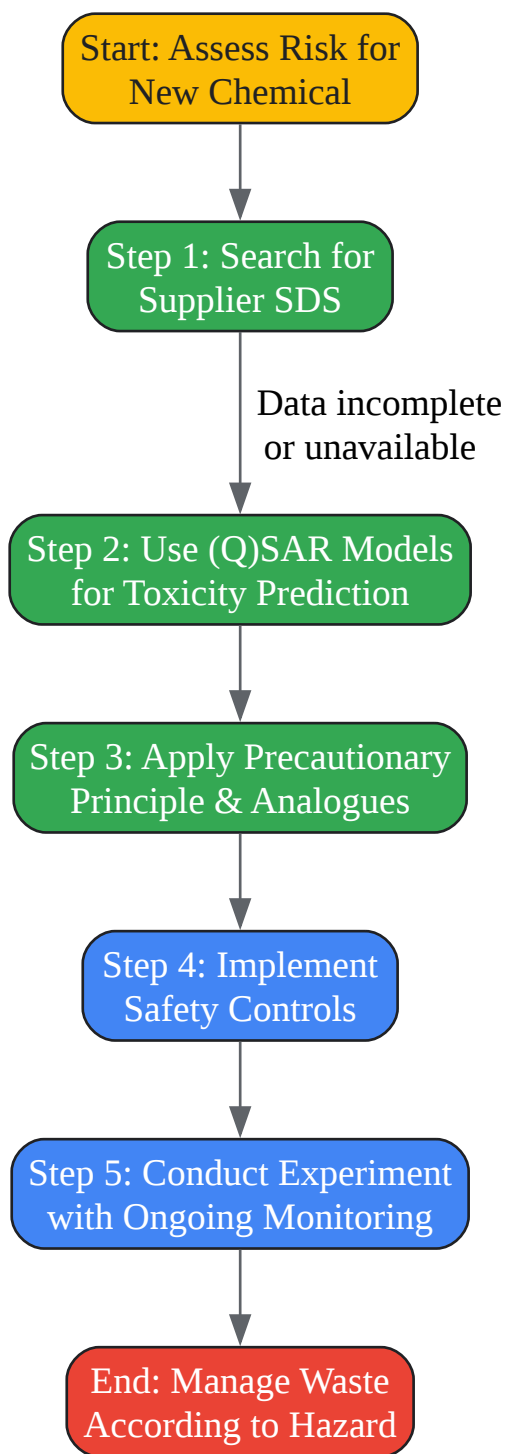 Start: Assess Risk for
New Chemical
Step 1: Search for
Supplier SDS
Data incomplete
or unavailable
Step 2: Use (Q)SAR Models
for Toxicity Prediction
Step 3: Apply Precautionary
Principle & Analogues
Step 4: Implement
Safety Controls
Step 5: Conduct Experiment
with Ongoing Monitoring
End: Manage Waste
According to Hazard